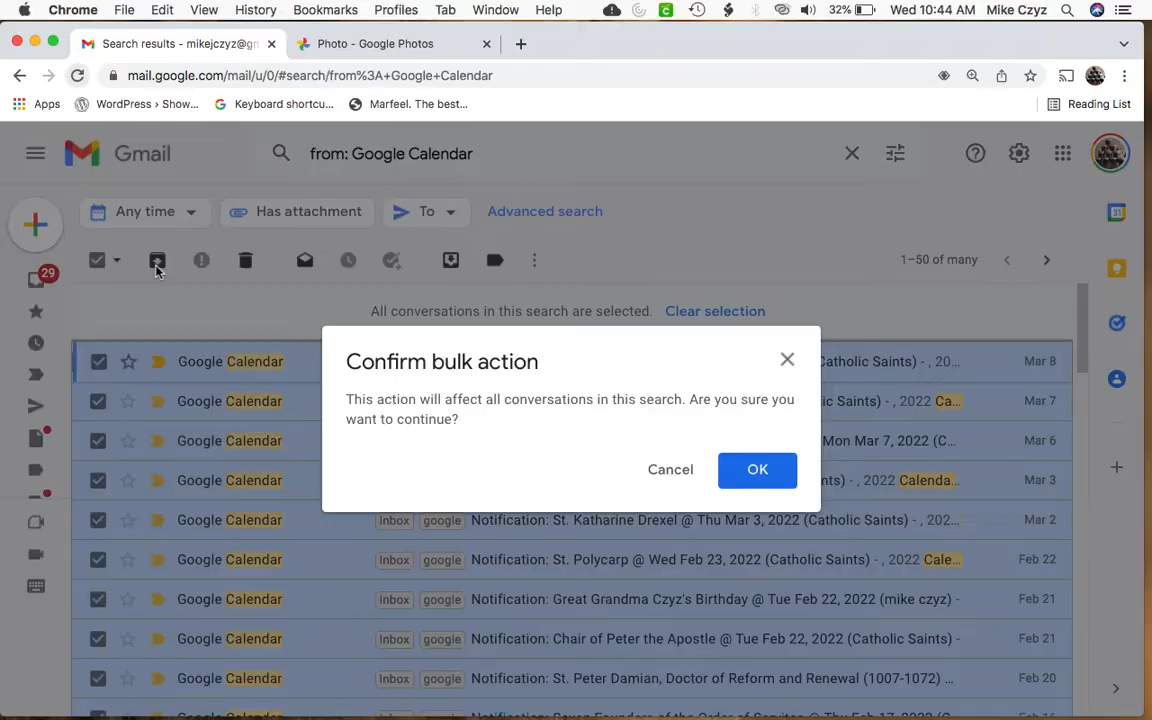 Chrome File Edit View History Bookmarks Profiles Tab Window Help 32% Wed 10:44 AM Mike Czyz
Search results - mikejczyz@gm Photo - Google Photos
mail.google.com/mail/u/0/#search/from%3A+Google+Calendar
Apps WordPress › Show... Keyboard shortcu... Marfeel. The best... Reading List
Gmail from: Google Calendar
Any time Has attachment To Advanced search
1–50 of many
29
All conversations in this search are selected. Clear selection
Confirm bulk action
This action will affect all conversations in this search. Are you sure you
want to continue?
Cancel OK
Google Calendar Catholic Saints) - , 20... Mar 8
Google Calendar ic Saints) - , 2022 Ca... Mar 7
Google Calendar Mon Mar 7, 2022 (C... Mar 6
Google Calendar nts) - , 2022 Calenda... Mar 3
Google Calendar Inbox google Notification: St. Katharine Drexel @ Thu Mar 3, 2022 (Catholic Saints) - , 202... Mar 2
Google Calendar Inbox google Notification: St. Polycarp @ Wed Feb 23, 2022 (Catholic Saints) - , 2022 Cale... Feb 22
Google Calendar Inbox google Notification: Great Grandma Czyz's Birthday @ Tue Feb 22, 2022 (mike czyz) - Feb 21
Google Calendar Inbox google Notification: Chair of Peter the Apostle @ Tue Feb 22, 2022 (Catholic Saints) - Feb 21
Google Calendar Inbox google Notification: St. Peter Damian, Doctor of Reform and Renewal (1007-1072) ... Feb 20